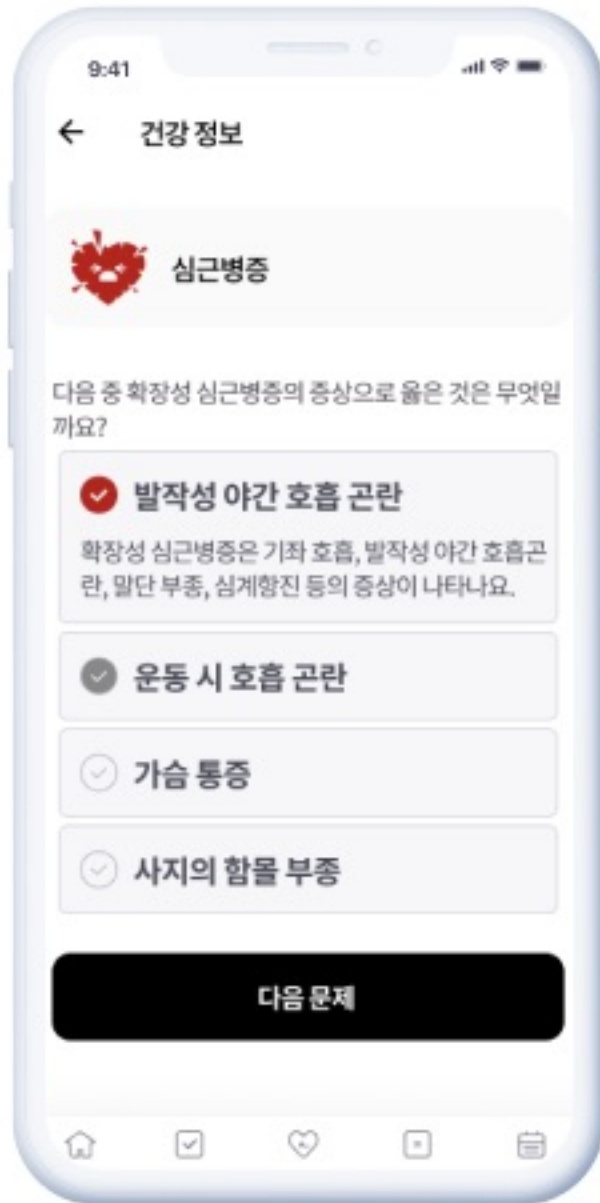 9:41
건강 정보
심근병증
다음 중 확장성 심근병증의 증상으로 옳은 것은 무엇일
까요?
발작성 야간 호흡 곤란
확장성 심근병증은 기좌 호흡, 발작성 야간 호흡곤
란, 말단 부종, 심계항진 등의 증상이 나타나요.
운동 시 호흡 곤란
가슴 통증
사지의 함몰 부종
다음 문제